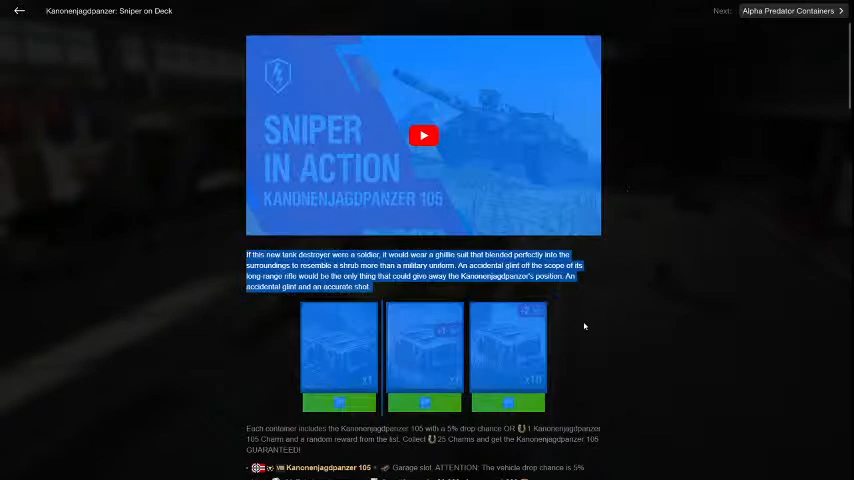 Kanonenjagdpanzer: Sniper on Deck
Next: Alpha Predator Containers
SNIPER
IN ACTION
KANONENJAGDPANZER 105
If this new tank destroyer were a soldier, it would wear a ghillie suit that blended perfectly into the
surroundings to resemble a shrub more than a military uniform. An accidental glint off the scope of its
long-range rifle would be the only thing that could give away the Kanonenjagdpanzer's position. An
accidental glint and an accurate shot.
x1
x10
Each container includes the Kanonenjagdpanzer 105 with a 5% drop chance OR 1 Kanonenjagdpanzer
105 Charm and a random reward from the list. Collect 25 Charms and get the Kanonenjagdpanzer 105
GUARANTEED!
VIII Kanonenjagdpanzer 105 + Garage slot. ATTENTION: The vehicle drop chance is 5%